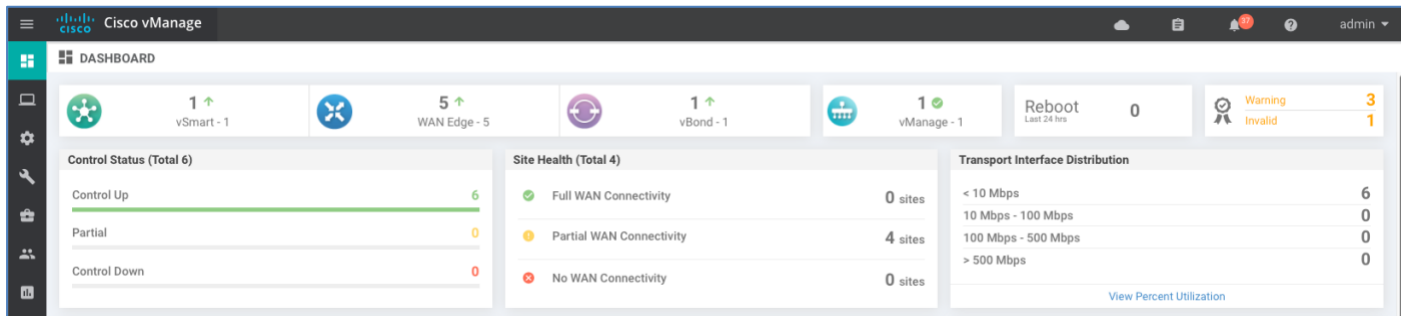 cisco Cisco vManage 37 admin
DASHBOARD
1
vSmart - 1
5
WAN Edge - 5
1
vBond - 1
1
vManage - 1
Reboot
Last 24 hrs
0
Warning 3
Invalid 1
Control Status (Total 6)
Control Up 6
Partial 0
Control Down 0
Site Health (Total 4)
Full WAN Connectivity 0 sites
Partial WAN Connectivity 4 sites
No WAN Connectivity 0 sites
Transport Interface Distribution
< 10 Mbps 6
10 Mbps - 100 Mbps 0
100 Mbps - 500 Mbps 0
> 500 Mbps 0
View Percent Utilization